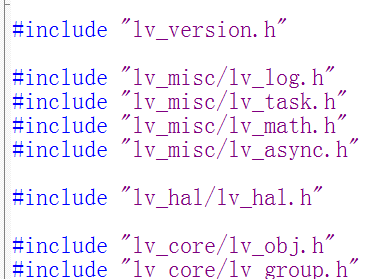 #include "lv_version.h"
#include "lv_misc/lv_log.h"
#include "lv_misc/lv_task.h"
#include "lv_misc/lv_math.h"
#include "lv_misc/lv_async.h"
#include "lv_hal/lv_hal.h"
#include "lv_core/lv_obj.h"
#include "lv_core/lv_group.h"